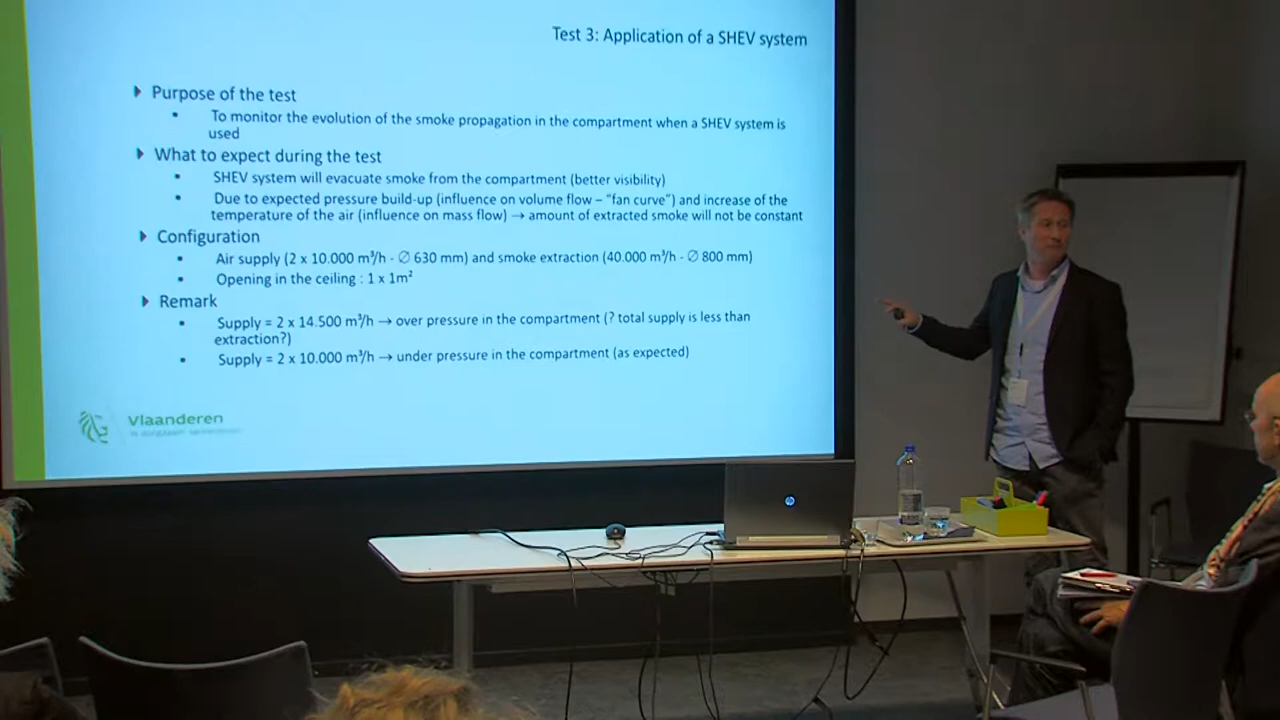 Test 3: Application of a SHEV system
Purpose of the test
To monitor the evolution of the smoke propagation in the compartment when a SHEV system is
used
What to expect during the test
SHEV system will evacuate smoke from the compartment (better visibility)
Due to expected pressure build-up (influence on volume flow – “fan curve”) and increase of the
temperature of the air (influence on mass flow) → amount of extracted smoke will not be constant
Configuration
Air supply (2 x 10.000 m³/h - ∅ 630 mm) and smoke extraction (40.000 m³/h - ∅ 800 mm)
Opening in the ceiling : 1 x 1m²
Remark
Supply = 2 x 14.500 m³/h → over pressure in the compartment (? total supply is less than
extraction?)
Supply = 2 x 10.000 m³/h → under pressure in the compartment (as expected)
Vlaanderen
hp